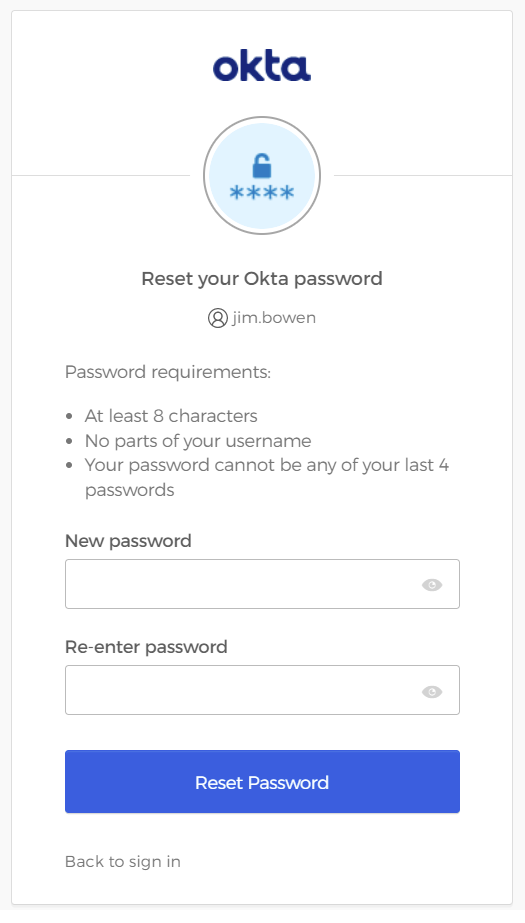 okta
****
Reset your Okta password
jim.bowen
Password requirements:
• At least 8 characters
• No parts of your username
• Your password cannot be any of your last 4
passwords
New password
Re-enter password
Reset Password
Back to sign in